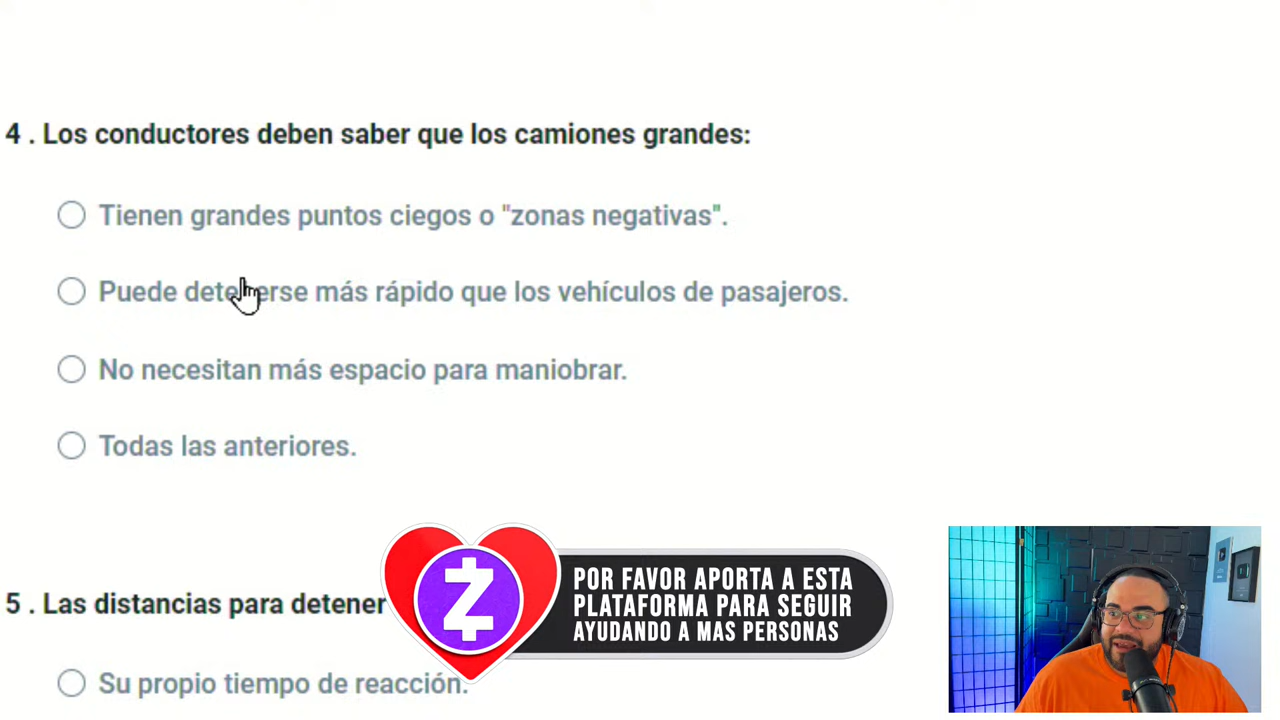 4 . Los conductores deben saber que los camiones grandes:
Tienen grandes puntos ciegos o "zonas negativas".
Puede detenerse más rápido que los vehículos de pasajeros.
No necesitan más espacio para maniobrar.
Todas las anteriores.
5 . Las distancias para detener
Su propio tiempo de reacción.
POR FAVOR APORTA A ESTA
PLATAFORMA PARA SEGUIR
AYUDANDO A MAS PERSONAS